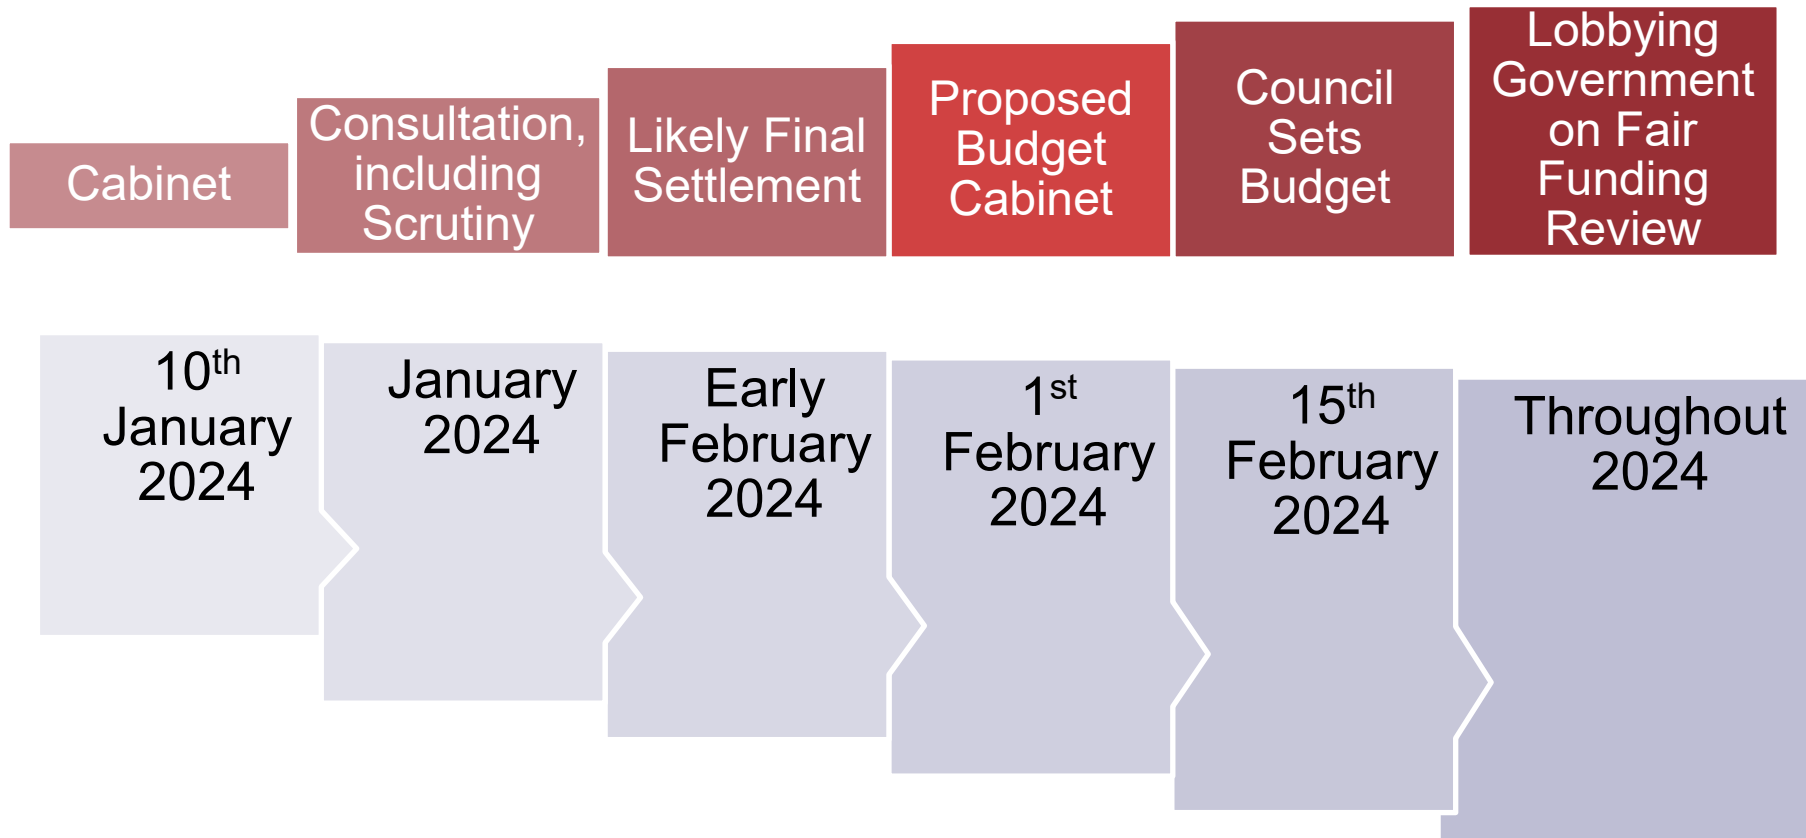 Cabinet
Consultation,
including
Scrutiny
Likely Final
Settlement
Proposed
Budget
Cabinet
Council
Sets
Budget
Lobbying
Government
on Fair
Funding
Review
10th
January
2024
January
2024
Early
February
2024
1st
February
2024
15th
February
2024
Throughout
2024